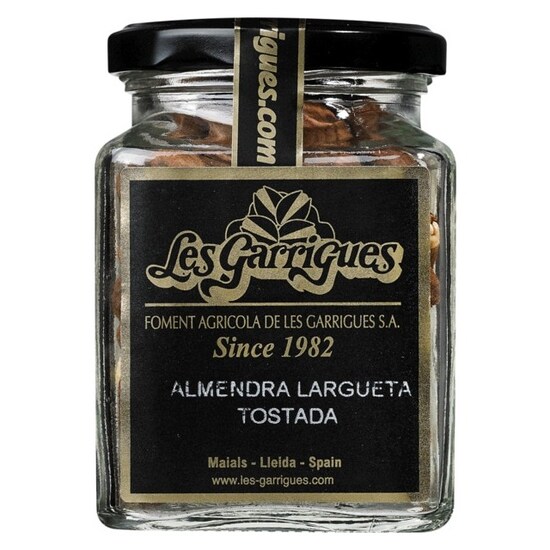 rigues.com
Les Garrigues
FOMENT AGRICOLA DE LES GARRIGUES S.A.
Since 1982
ALMENDRA LARGUETA
TOSTADA
Maials - Lleida - Spain
www.les-garrigues.com